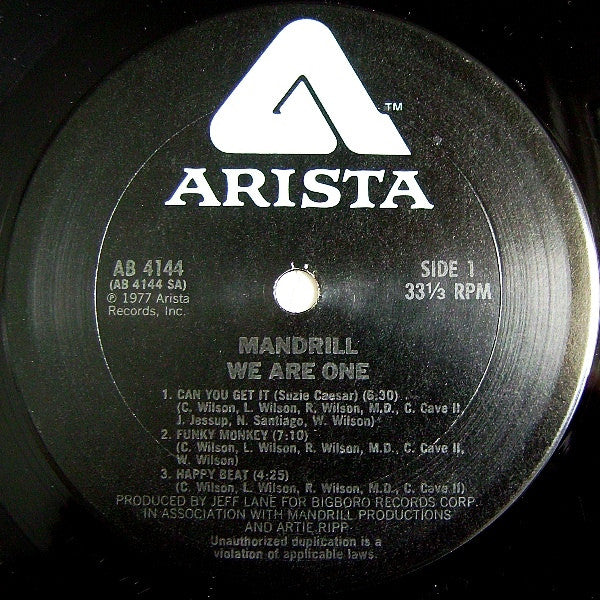 TM
ARISTA
AB 4144
(AB 4144 SA)
℗ 1977 Arista
Records, Inc.
SIDE 1
33⅓ RPM
MANDRILL
WE ARE ONE
1. CAN YOU GET IT (Suzie Caesar) (6:30)
(C. Wilson, L. Wilson, R. Wilson, M.D., C. Cave II,
J. Jessup, N. Santiago, W. Wilson)
2. FUNKY MONKEY (7:10)
(C. Wilson, L. Wilson, R. Wilson, M.D., C. Cave II,
W. Wilson)
3. HAPPY BEAT (4:25)
(C. Wilson, L. Wilson, R. Wilson, M.D., C. Cave II)
PRODUCED BY JEFF LANE FOR BIGBORO RECORDS CORP.
IN ASSOCIATION WITH MANDRILL PRODUCTIONS
AND ARTIE RIPP
Unauthorized duplication is a
violation of applicable laws.